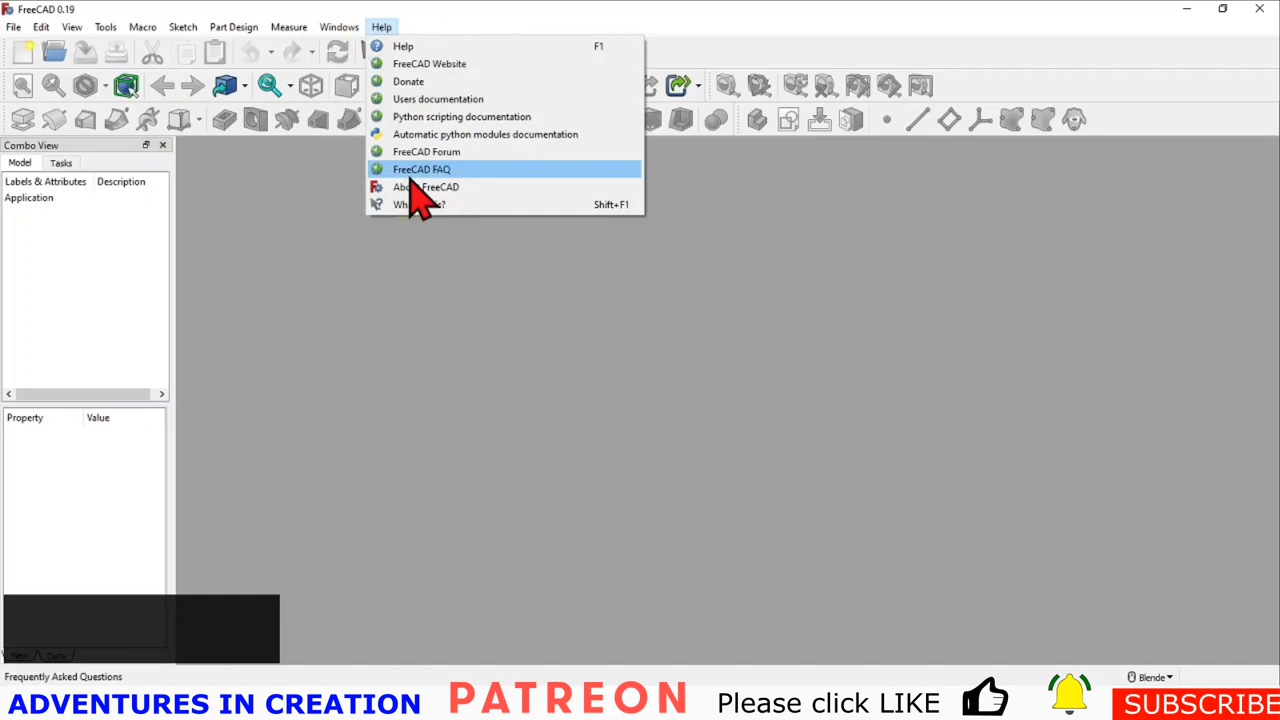 FreeCAD 0.19
File Edit View Tools Macro Sketch Part Design Measure Windows Help
Help F1
FreeCAD Website
Donate
Users documentation
Python scripting documentation
Automatic python modules documentation
FreeCAD Forum
FreeCAD FAQ
FreeCAD
Shift+F1
Combo View
Model Tasks
Labels & Attributes Description
Application
Property Value
Frequently Asked Questions
Blende
ADVENTURES IN CREATION PATREON Please click LIKE SUBSCRIBE